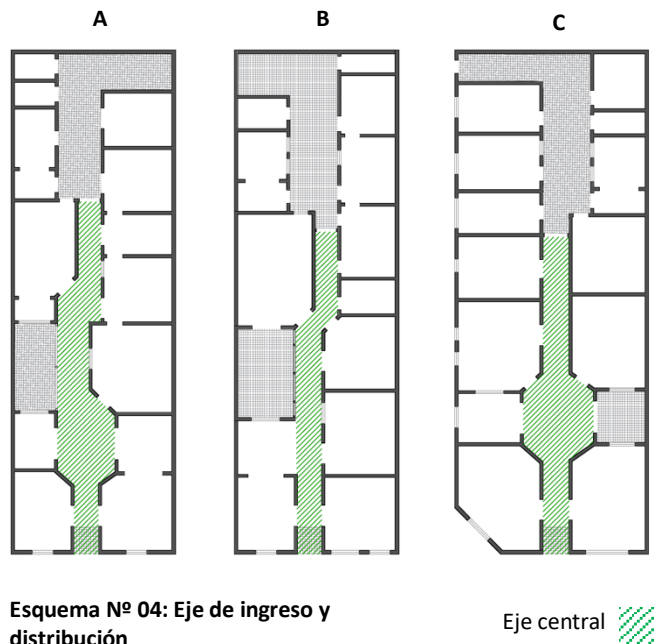 A
B
C
Esquema Nº 04: Eje de ingreso y
distribución
Eje central